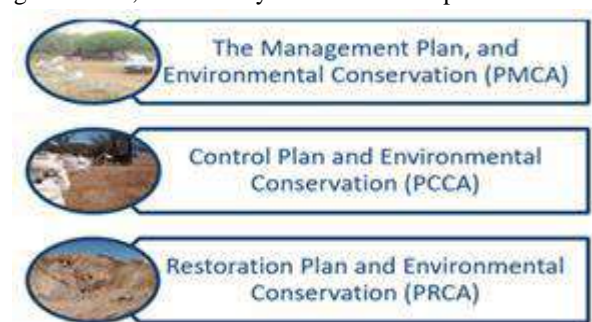 The Management Plan, and
Environmental Conservation (PMCA)
Control Plan and Environmental
Conservation (PCCA)
Restoration Plan and Environmental
Conservation (PRCA)